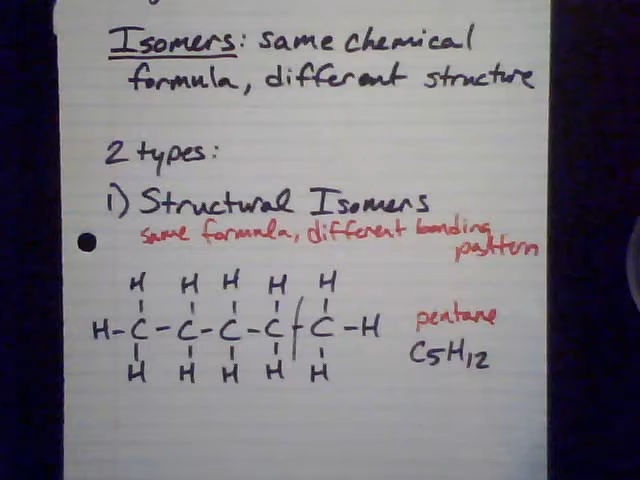 Isomers: same chemical
formula, different structure
2 types:
1) Structural Isomers
same formula, different bonding
pattern
H H H H H
H-C-C-C-C-C-H
H H H H H
pentane
C5H12